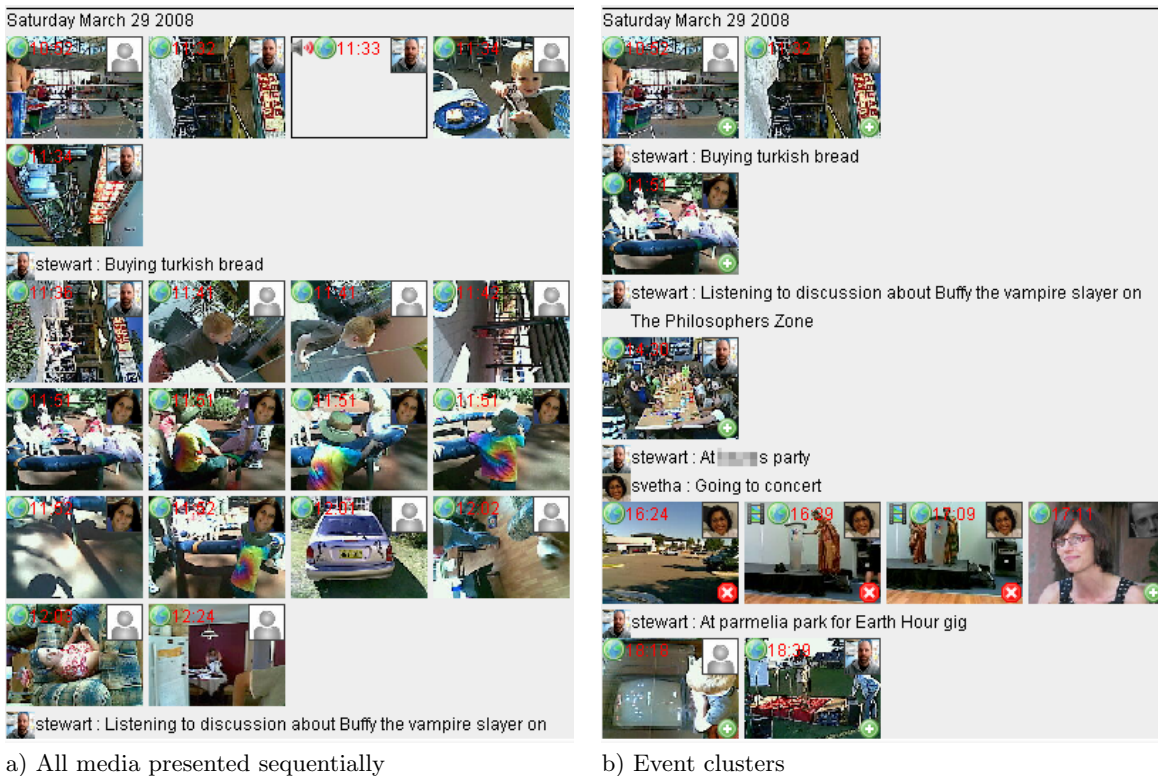 Saturday March 29 2008
10:52
11:32
11:33
11:34
11:34
stewart : Buying turkish bread
11:41
11:41
11:42
11:51
11:51
11:51
11:51
11:52
11:52
12:01
12:02
12:24
stewart : Listening to discussion about Buffy the vampire slayer on
a) All media presented sequentially
Saturday March 29 2008
10:52
11:32
stewart : Buying turkish bread
11:51
stewart : Listening to discussion about Buffy the vampire slayer on
The Philosophers Zone
14:30
stewart : At s party
svetha : Going to concert
16:24
16:39
17:09
17:11
stewart : At parmelia park for Earth Hour gig
18:18
18:39
b) Event clusters